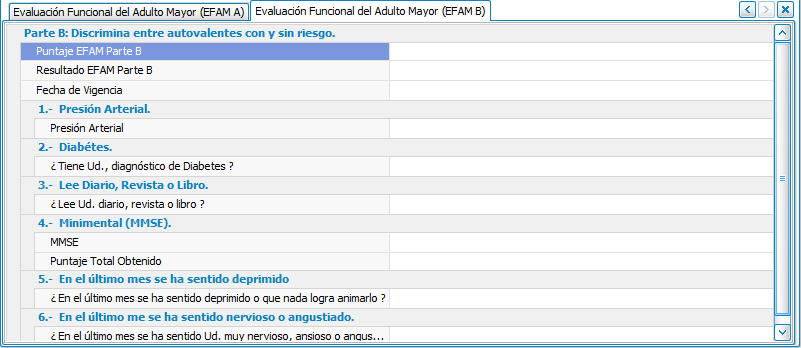 Evaluación Funcional del Adulto Mayor (EFAM A)
Evaluación Funcional del Adulto Mayor (EFAM B)
Parte B: Discrimina entre autovalentes con y sin riesgo.
Puntaje EFAM Parte B
Resultado EFAM Parte B
Fecha de Vigencia
1.- Presión Arterial.
Presión Arterial
2.- Diabétes.
¿Tiene Ud., diagnóstico de Diabetes ?
3.- Lee Diario, Revista o Libro.
¿Lee Ud. diario, revista o libro ?
4.- Minimental (MMSE).
MMSE
Puntaje Total Obtenido
5.- En el último mes se ha sentido deprimido
¿En el último mes se ha sentido deprimido o que nada logra animarlo ?
6.- En el último me se ha sentido nervioso o angustiado.
¿En el último mes se ha sentido Ud. muy nervioso, ansioso o angus...